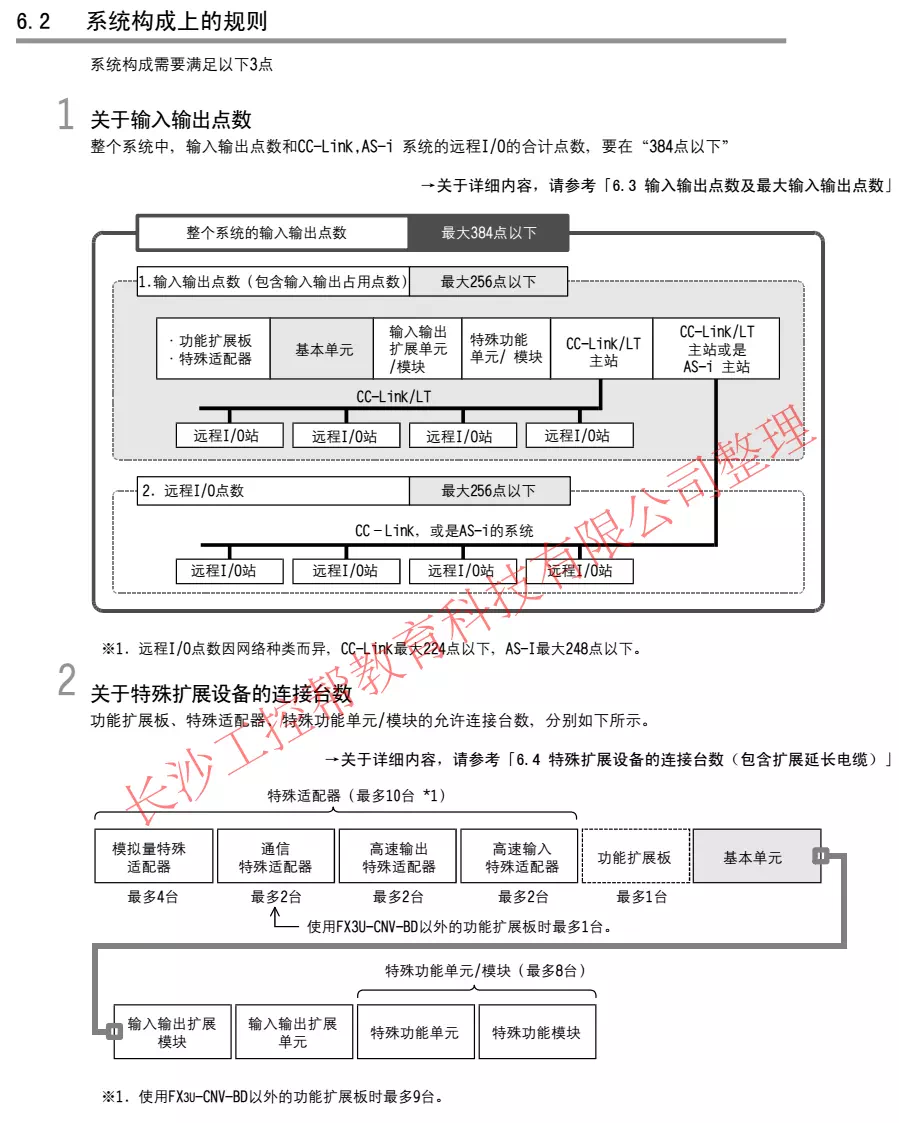 6.2 系统构成上的规则
系统构成需要满足以下3点
1 关于输入输出点数
整个系统中，输入输出点数和CC-Link,AS-i 系统的远程I/O的合计点数，要在“384点以下”
→关于详细内容，请参考「6.3 输入输出点数及最大输入输出点数」
整个系统的输入输出点数 最大384点以下
1.输入输出点数（包含输入输出占用点数） 最大256点以下
·功能扩展板
·特殊适配器
基本单元
输入输出
扩展单元
/模块
特殊功能
单元/ 模块
CC-Link/LT
主站
CC-Link/LT
主站或是
AS-i 主站
CC-Link/LT
远程I/O站 远程I/O站 远程I/O站 远程I/O站
2. 远程I/O点数 最大256点以下
CC-Link, 或是AS-i的系统
远程I/O站 远程I/O站 远程I/O站 远程I/O站
※1. 远程I/O点数因网络种类而异，CC-Link最大224点以下，AS-I最大248点以下。
2 关于特殊扩展设备的连接台数
功能扩展板、特殊适配器、特殊功能单元/模块的允许连接台数，分别如下所示。
→关于详细内容，请参考「6.4 特殊扩展设备的连接台数（包含扩展延长电缆）」
特殊适配器（最多10台 *1）
模拟量特殊
适配器
通信
特殊适配器
高速输出
特殊适配器
高速输入
特殊适配器
功能扩展板
基本单元
最多4台 最多2台 最多2台 最多2台 最多1台
使用FX3U-CNV-BD以外的功能扩展板时最多1台。
特殊功能单元/模块（最多8台）
输入输出扩展
模块
输入输出扩展
单元
特殊功能单元
特殊功能模块
※1. 使用FX3U-CNV-BD以外的功能扩展板时最多9台。
长沙工控帮教育科技有限公司整理